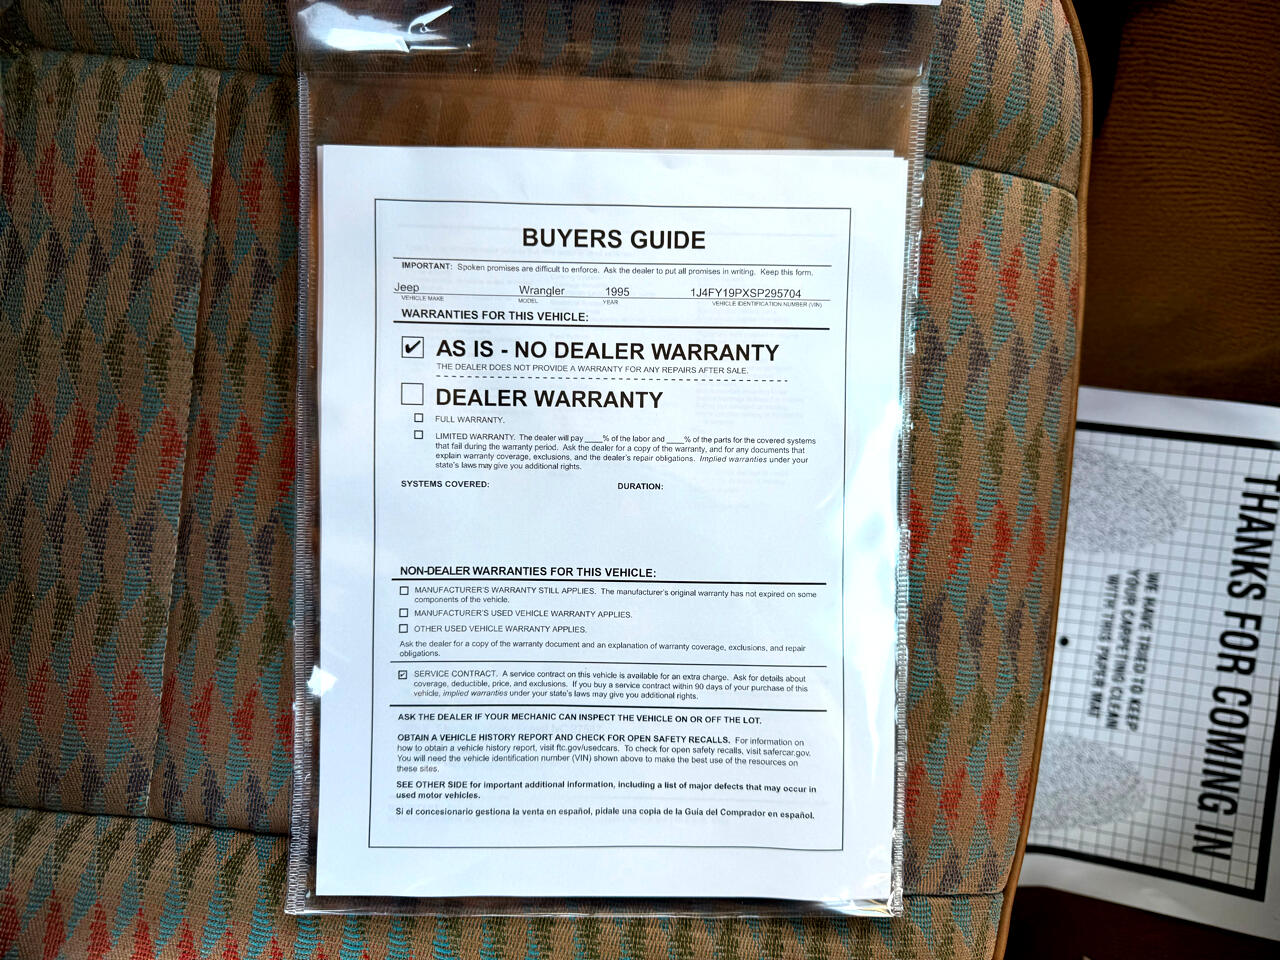 BUYERS GUIDE
IMPORTANT: Spoken promises are difficult to enforce. Ask the dealer to put all promises in writing. Keep this form.
Jeep Wrangler 1995 1J4FY19PXSP295704
VEHICLE MAKE MODEL YEAR VEHICLE IDENTIFICATION NUMBER (VIN)
WARRANTIES FOR THIS VEHICLE:
✔ AS IS - NO DEALER WARRANTY
THE DEALER DOES NOT PROVIDE A WARRANTY FOR ANY REPAIRS AFTER SALE.
DEALER WARRANTY
FULL WARRANTY.
LIMITED WARRANTY. The dealer will pay ____% of the labor and ____% of the parts for the covered systems
that fail during the warranty period. Ask the dealer for a copy of the warranty, and for any documents that
explain warranty coverage, exclusions, and the dealer's repair obligations. Implied warranties under your
state's laws may give you additional rights.
SYSTEMS COVERED: DURATION:
NON-DEALER WARRANTIES FOR THIS VEHICLE:
MANUFACTURER'S WARRANTY STILL APPLIES. The manufacturer's original warranty has not expired on some
components of the vehicle.
MANUFACTURER'S USED VEHICLE WARRANTY APPLIES.
OTHER USED VEHICLE WARRANTY APPLIES.
Ask the dealer for a copy of the warranty document and an explanation of warranty coverage, exclusions, and repair
obligations.
✔ SERVICE CONTRACT. A service contract on this vehicle is available for an extra charge. Ask for details about
coverage, deductible, price, and exclusions. If you buy a service contract within 90 days of your purchase of this
vehicle, implied warranties under your state's laws may give you additional rights.
ASK THE DEALER IF YOUR MECHANIC CAN INSPECT THE VEHICLE ON OR OFF THE LOT.
OBTAIN A VEHICLE HISTORY REPORT AND CHECK FOR OPEN SAFETY RECALLS. For information on
how to obtain a vehicle history report, visit ftc.gov/usedcars. To check for open safety recalls, visit safercar.gov.
You will need the vehicle identification number (VIN) shown above to make the best use of the resources on
these sites.
SEE OTHER SIDE for important additional information, including a list of major defects that may occur in
used motor vehicles.
Si el concesionario gestiona la venta en español, pídale una copia de la Guía del Comprador en español.
THANKS FOR COMING IN
WE HAVE TRIED TO KEEP
YOUR CARPETING CLEAN
WITH THIS PAPER MAT